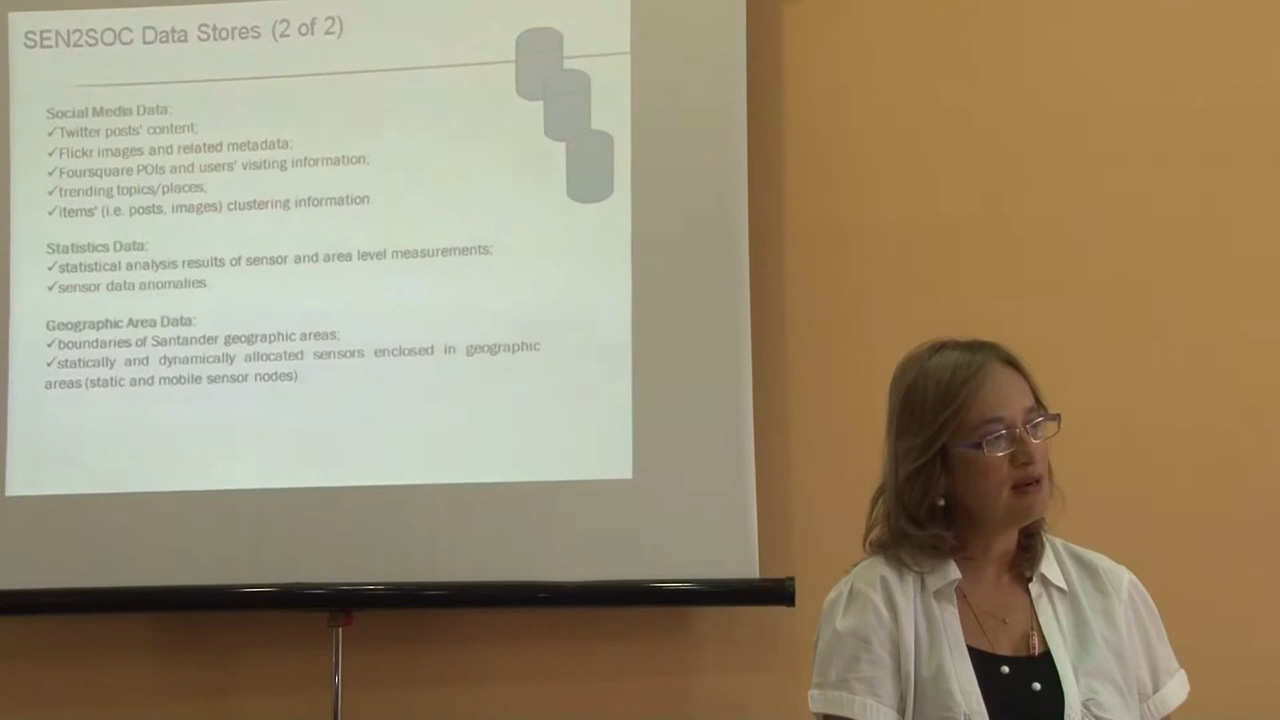 SEN2SOC Data Stores (2 of 2)
Social Media Data:
✓Twitter posts' content;
✓Flickr images and related metadata;
✓Foursquare POIs and users' visiting information;
✓trending topics/places;
✓items' (i.e. posts, images) clustering information.
Statistics Data:
✓statistical analysis results of sensor and area level measurements;
✓sensor data anomalies.
Geographic Area Data:
✓boundaries of Santander geographic areas;
✓statically and dynamically allocated sensors enclosed in geographic
areas (static and mobile sensor nodes)